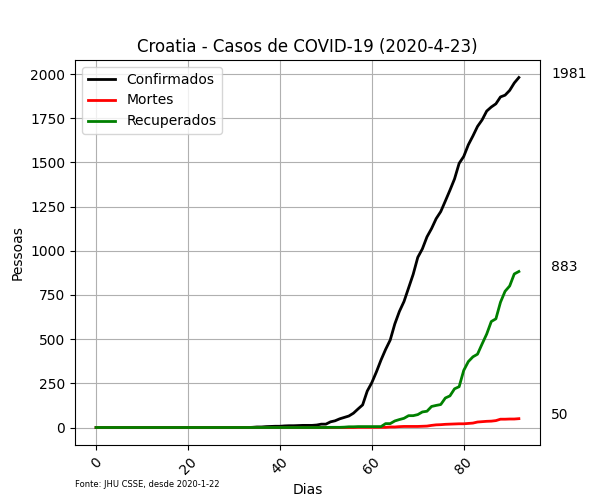 Croatia - Casos de COVID-19 (2020-4-23)
Confirmados
Mortes
Recuperados
2000
1750
1500
1250
1000
750
500
250
0
Pessoas
1981
883
50
0
20
40
60
80
Dias
Fonte: JHU CSSE, desde 2020-1-22